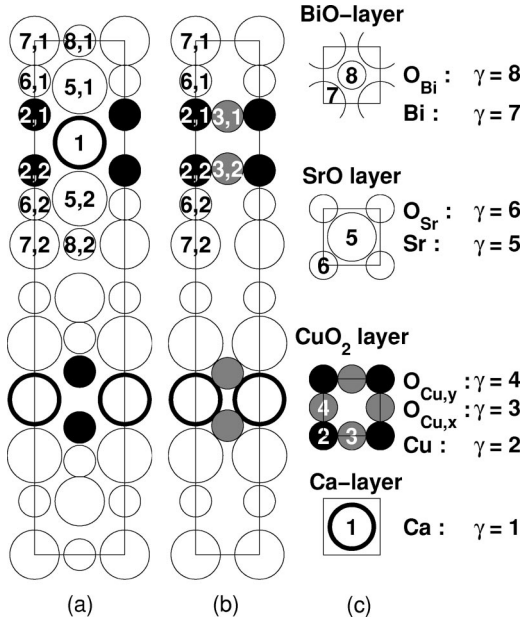 7,1 8,1
6,1 5,1
2,1
1
2,2
6,2 5,2
7,2 8,2
(a)
7,1
6,1
2,1 3,1
2,2 3,2
6,2
7,2
(b)
BiO–layer
8
7
O_Bi : γ = 8
Bi : γ = 7
SrO layer
5
6
O_Sr : γ = 6
Sr : γ = 5
CuO₂ layer
4
2 3
O_Cu,y : γ = 4
O_Cu,x : γ = 3
Cu : γ = 2
Ca–layer
1
Ca : γ = 1
(c)